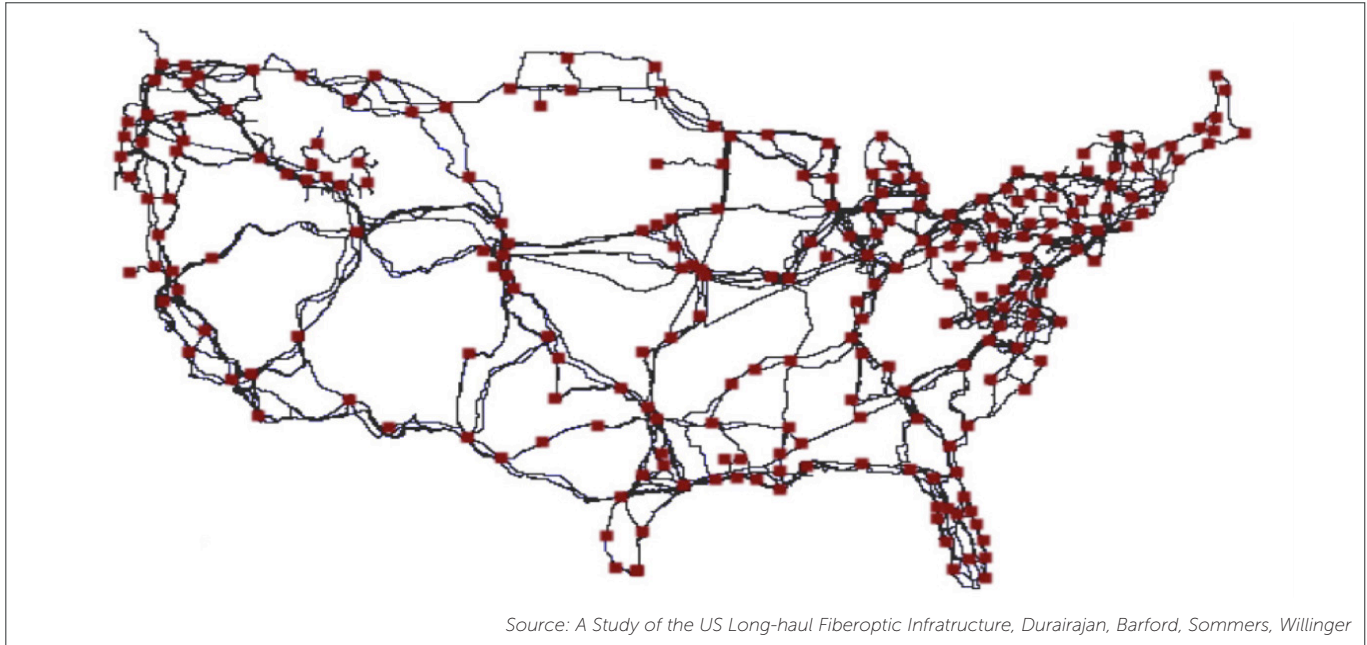 Source: A Study of the US Long-haul Fiberoptic Infratructure, Durairajan, Barford, Sommers, Willinger